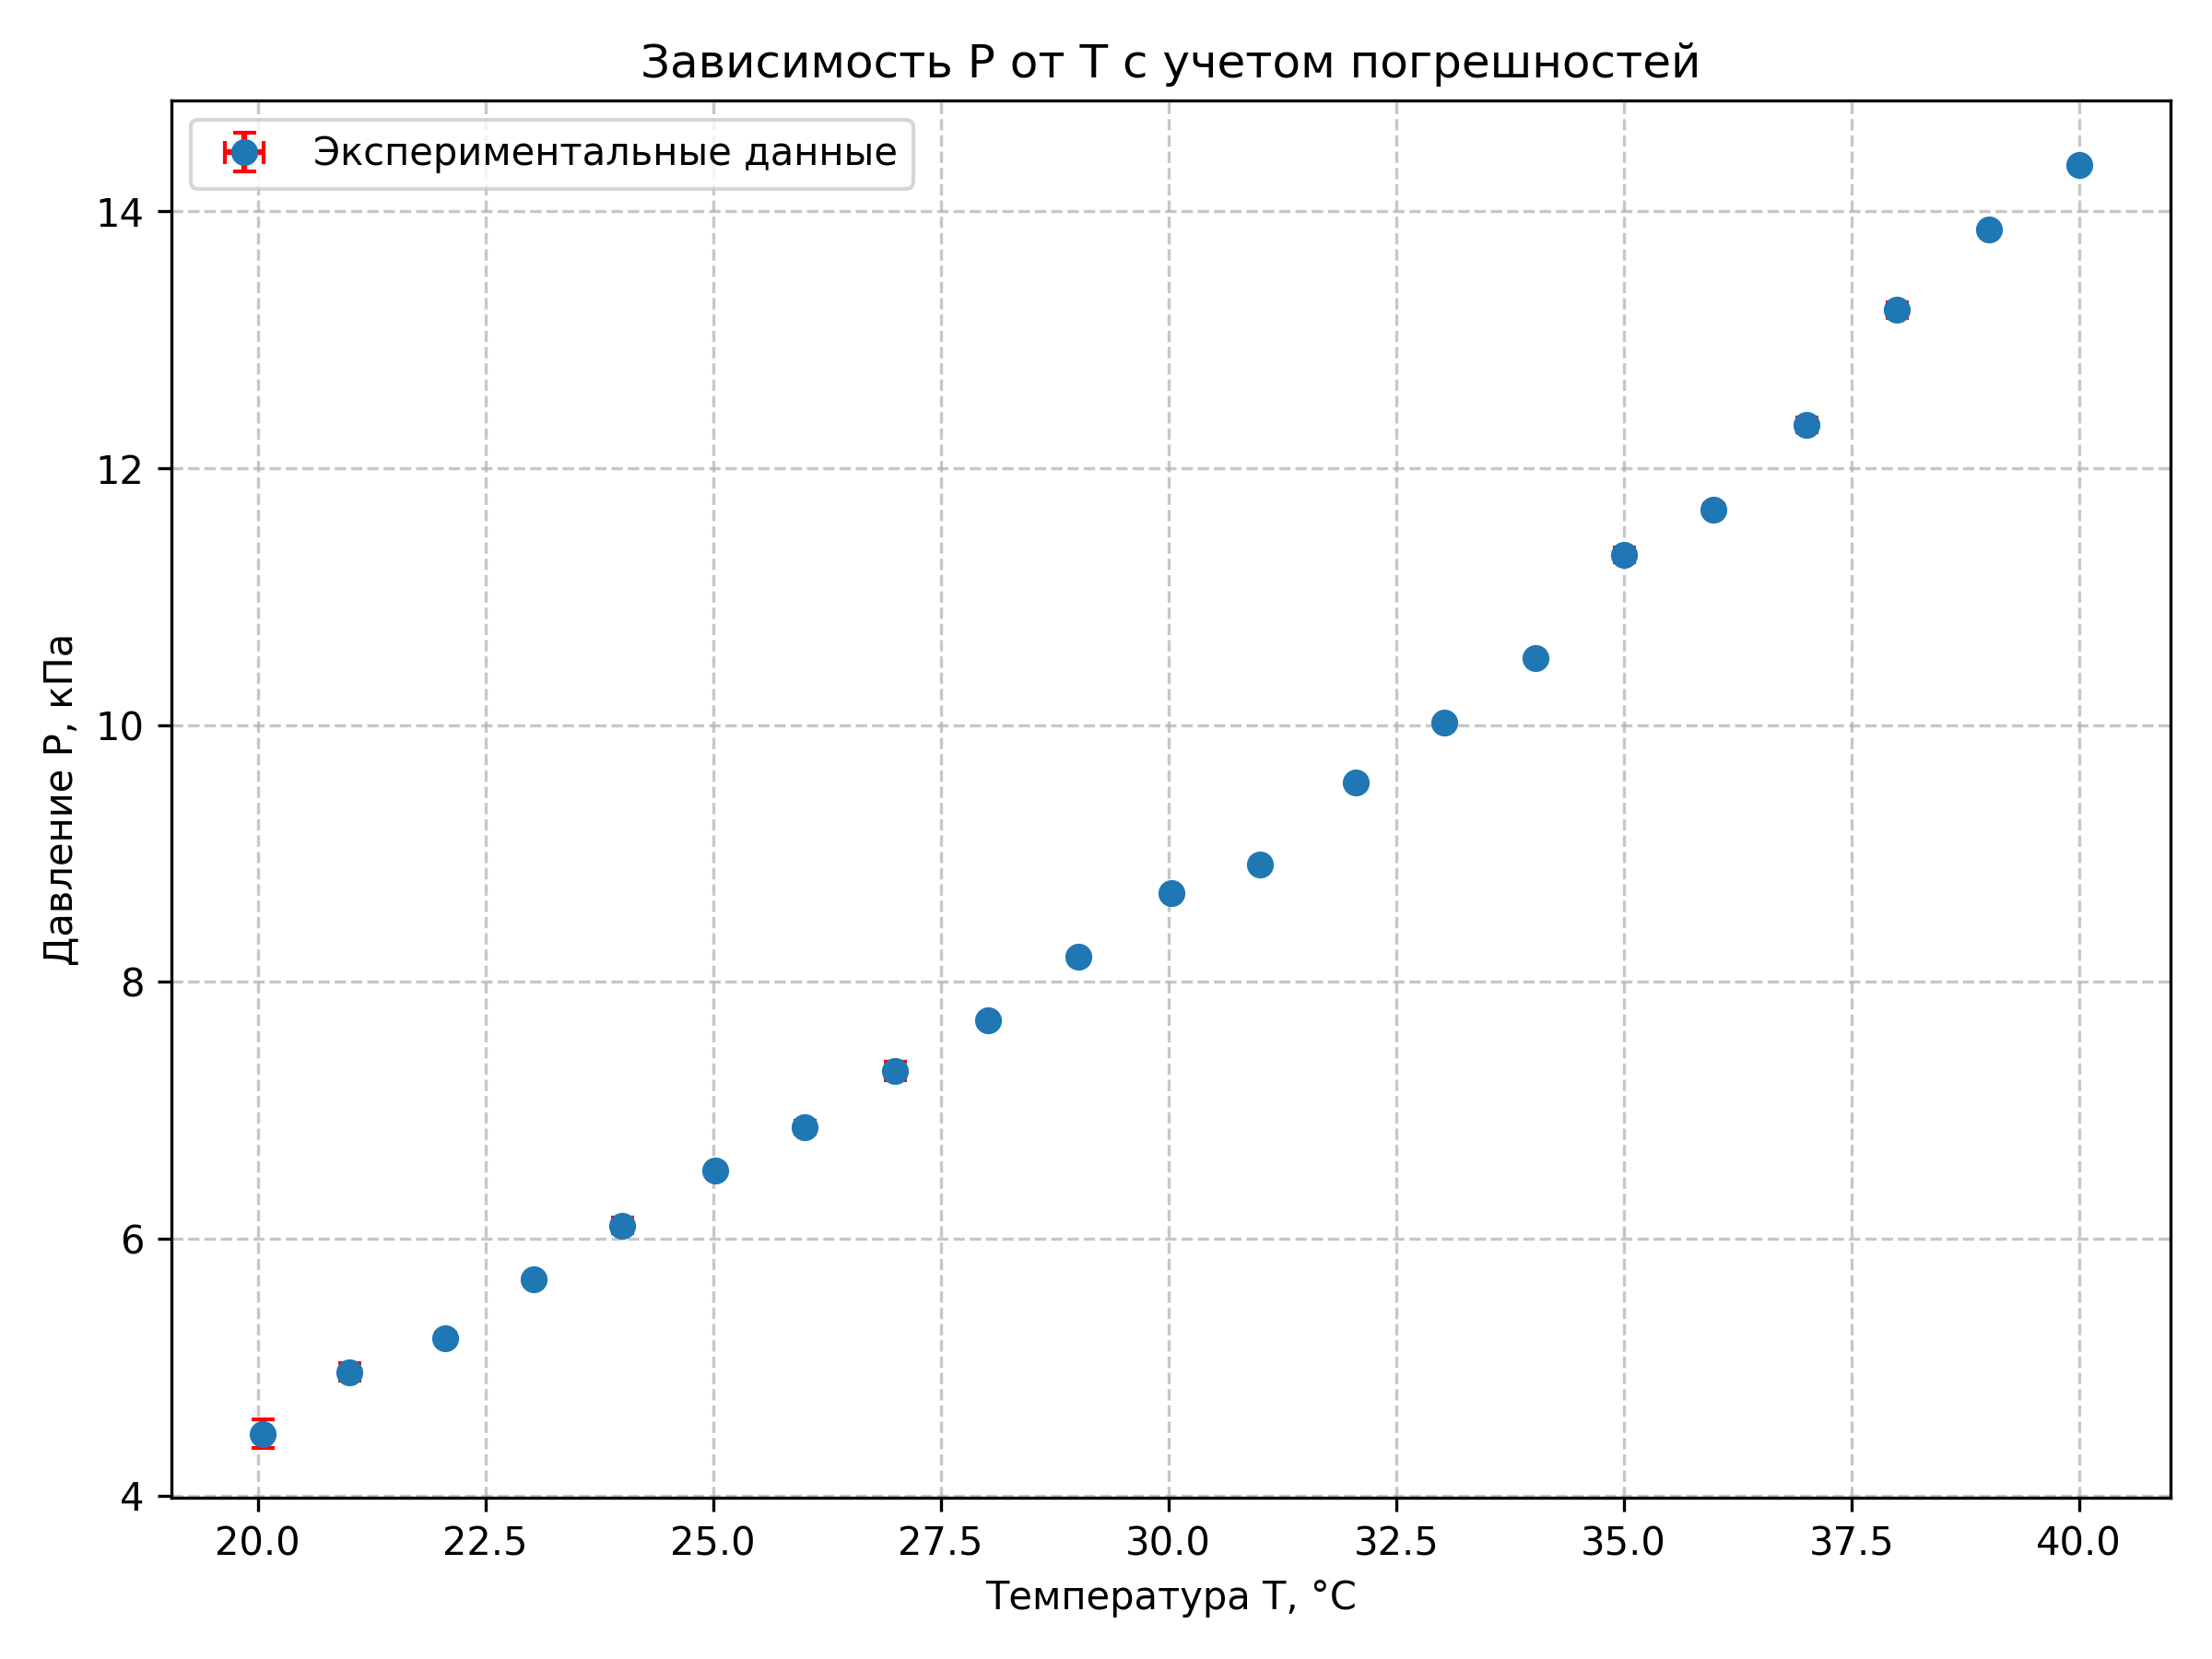 Зависимость P от T с учетом погрешностей
Экспериментальные данные
14
12
10
8
6
4
Давление P, кПа
20.0 22.5 25.0 27.5 30.0 32.5 35.0 37.5 40.0
Температура T, °C